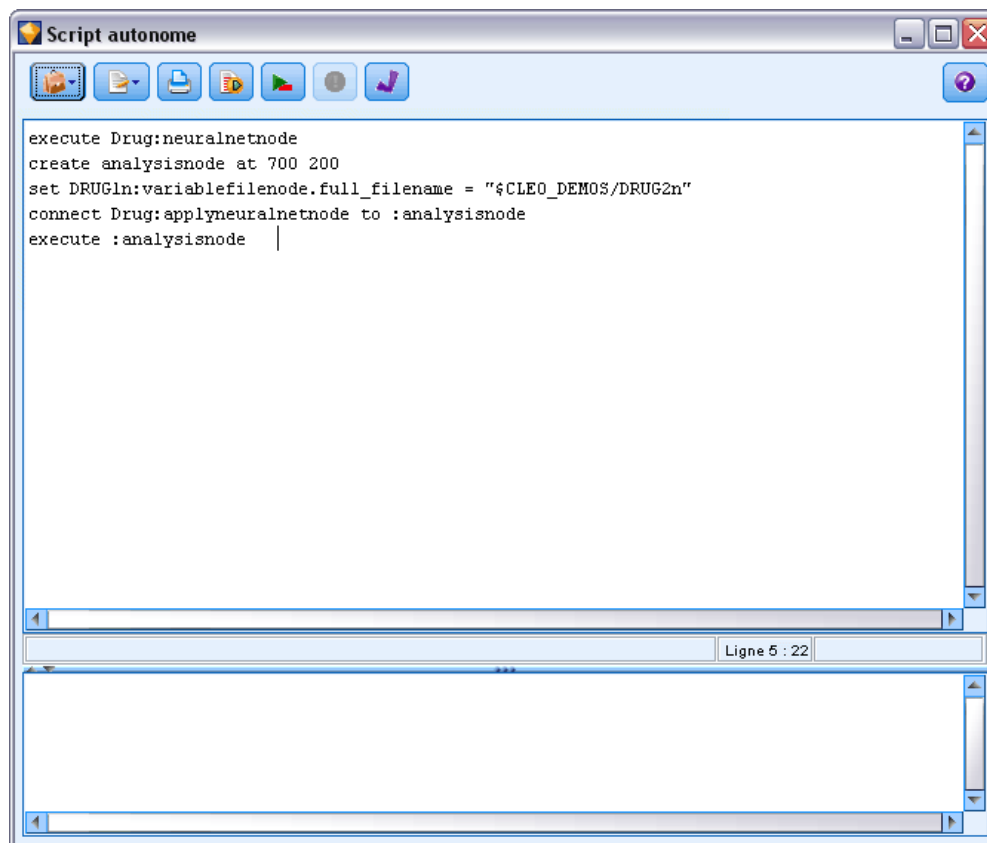 Script autonome
execute Drug:neuralnetnode
create analysisnode at 700 200
set DRUG1n:variablefilenode.full_filename = "$CLEO_DEMOS/DRUG2n"
connect Drug:applyneuralnetnode to :analysisnode
execute :analysisnode
Ligne 5 : 22